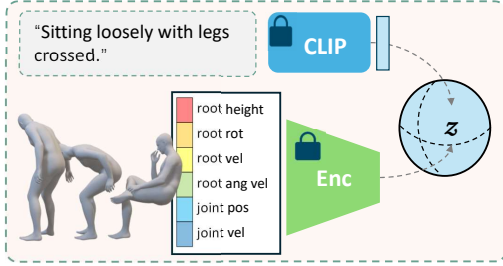 “Sitting loosely with legs
crossed.”
CLIP
root height
root rot
root vel
root ang vel
joint pos
joint vel
Enc
z